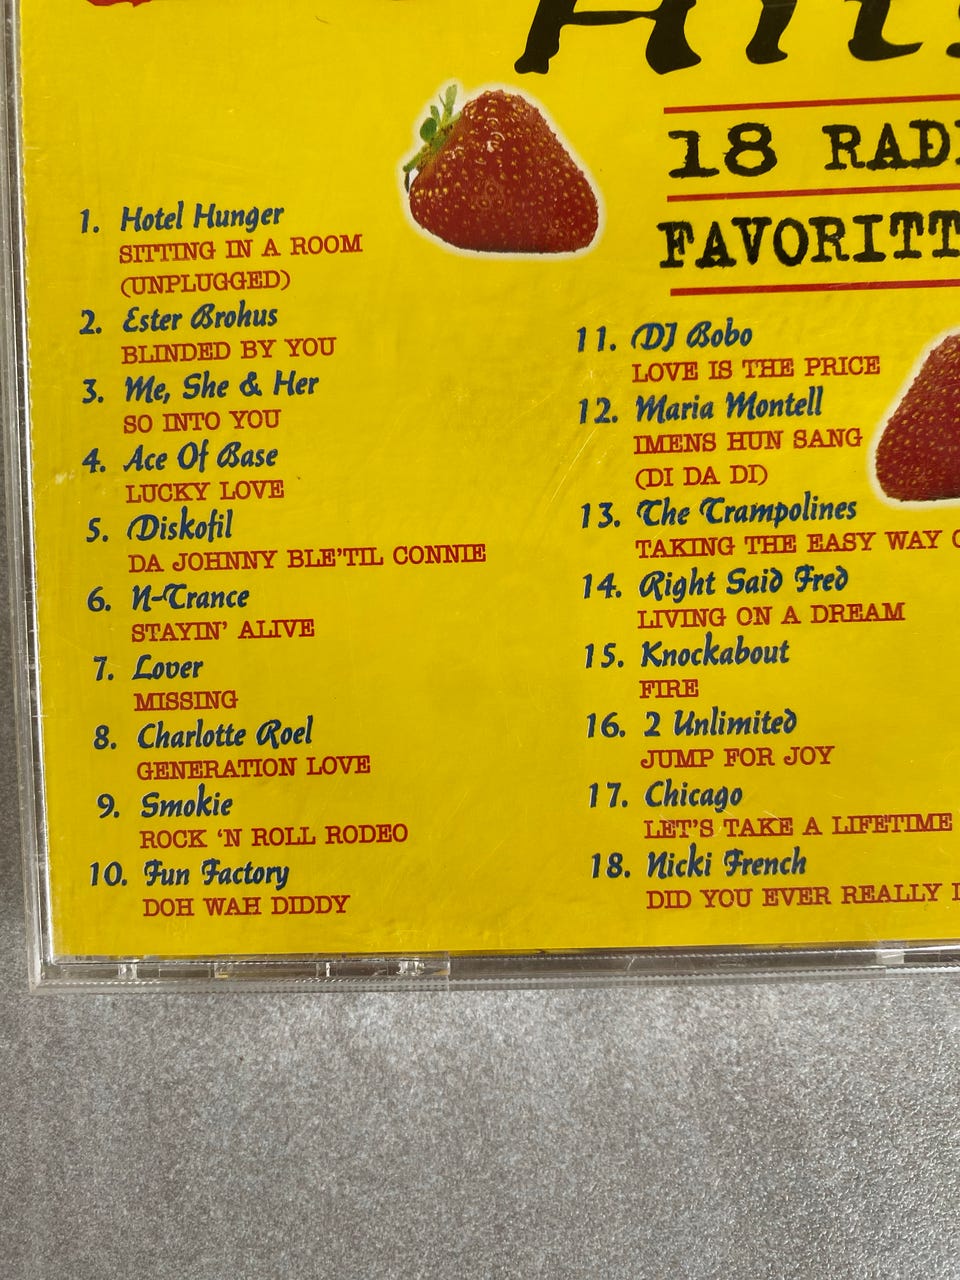 18
1. Hotel Hunger
SITTING IN A ROOM
(UNPLUGGED)
2. Ester Brohus
BLINDED BY YOU
3. Me, She & Her
SO INTO YOU
4. Ace Of Base
LUCKY LOVE
5. Diskofil
DA JOHNNY BLE'TIL CONNIE
6. N-Trance
STAYIN' ALIVE
7. Lover
MISSING
8. Charlotte Roel
GENERATION LOVE
9. Smokie
ROCK 'N ROLL RODEO
10. Fun Factory
DOH WAH DIDDY
11. DJ Bobo
LOVE IS THE PRICE
12. Maria Montell
IMENS HUN SANG
(DI DA DI)
13. The Trampolines
TAKING THE EASY WAY
14. Right Said Fred
LIVING ON A DREAM
15. Knockabout
FIRE
16. 2 Unlimited
JUMP FOR JOY
17. Chicago
LET'S TAKE A LIFETIME
18. Nicki French
DID YOU EVER REALLY